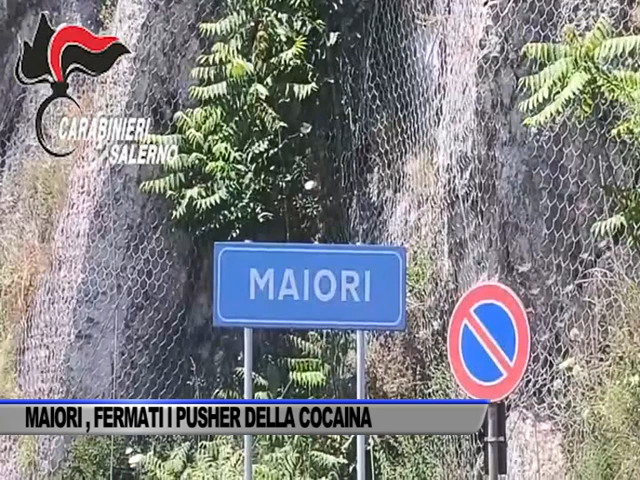 CARABINIERI
SALERNO
MAIORI
MAIORI , FERMATI I PUSHER DELLA COCAINA